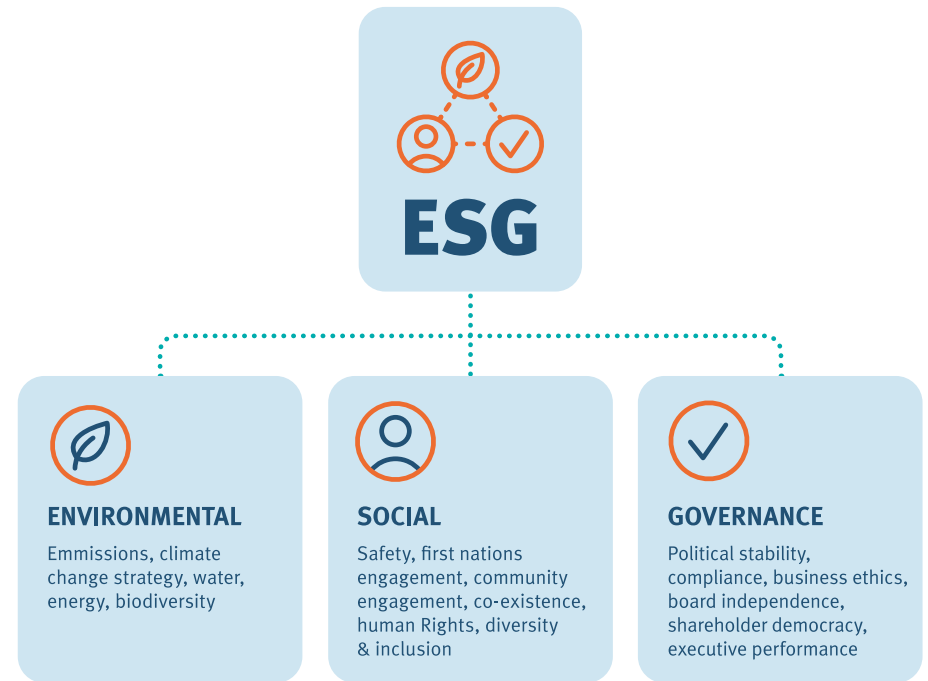 ESG
ENVIRONMENTAL
Emmissions, climate
change strategy, water,
energy, biodiversity
SOCIAL
Safety, first nations
engagement, community
engagement, co-existence,
human Rights, diversity
& inclusion
GOVERNANCE
Political stability,
compliance, business ethics,
board independence,
shareholder democracy,
executive performance